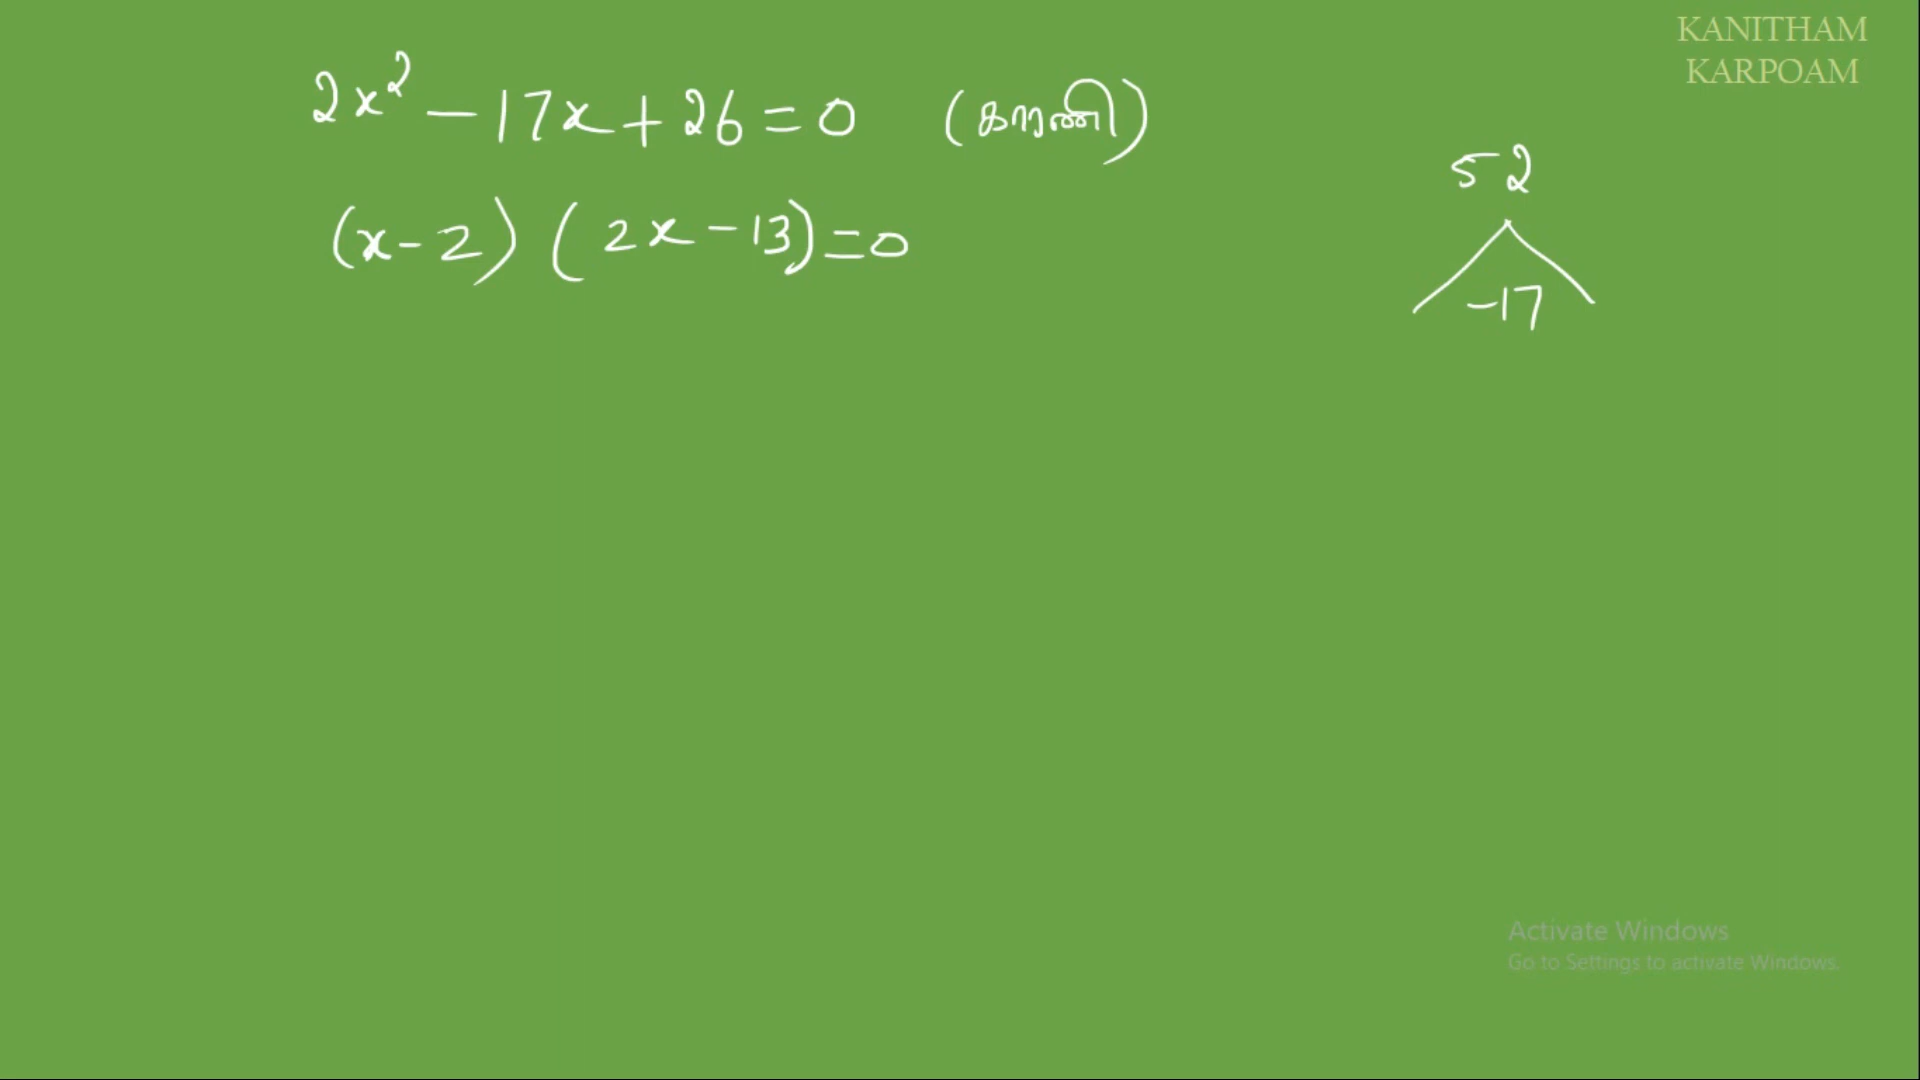 KANITHAM
KARPOAM
2x² - 17x + 26 = 0 (காரணி)
(x - 2) (2x - 13) = 0
52
-17
Activate Windows
Go to Settings to activate Windows.